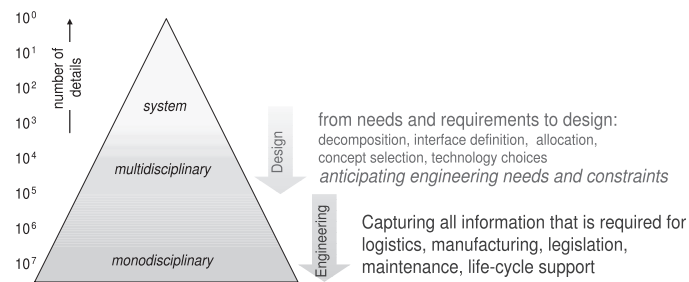 10⁰
10¹
10²
10³
10⁴
10⁵
10⁶
10⁷
number of
details
system
multidisciplinary
monodisciplinary
Design
from needs and requirements to design:
decomposition, interface definition, allocation,
concept selection, technology choices
anticipating engineering needs and constraints
Engineering
Capturing all information that is required for
logistics, manufacturing, legislation,
maintenance, life-cycle support